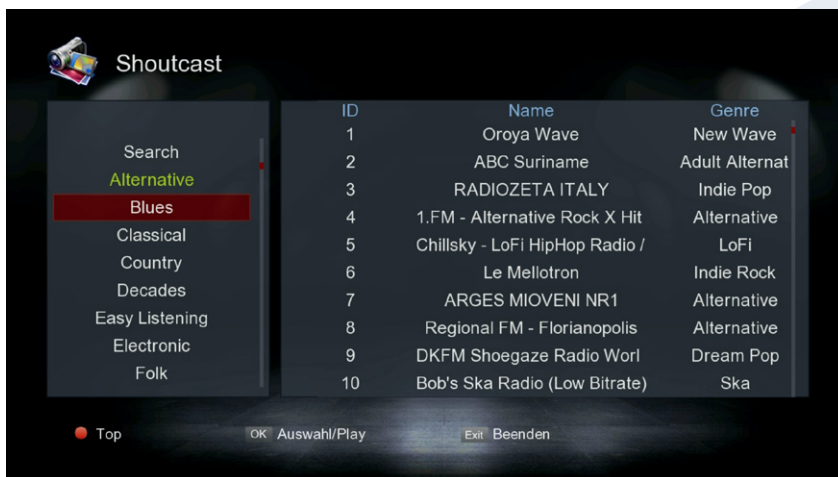 Shoutcast
Search
Alternative
Blues
Classical
Country
Decades
Easy Listening
Electronic
Folk
ID Name Genre
1 Oroya Wave New Wave
2 ABC Suriname Adult Alternat
3 RADIOZETA ITALY Indie Pop
4 1.FM - Alternative Rock X Hit Alternative
5 Chillsky - LoFi HipHop Radio / LoFi
6 Le Mellotron Indie Rock
7 ARGES MIOVENI NR1 Alternative
8 Regional FM - Florianopolis Alternative
9 DKFM Shoegaze Radio Worl Dream Pop
10 Bob's Ska Radio (Low Bitrate) Ska
Top OK Auswahl/Play Exit Beenden